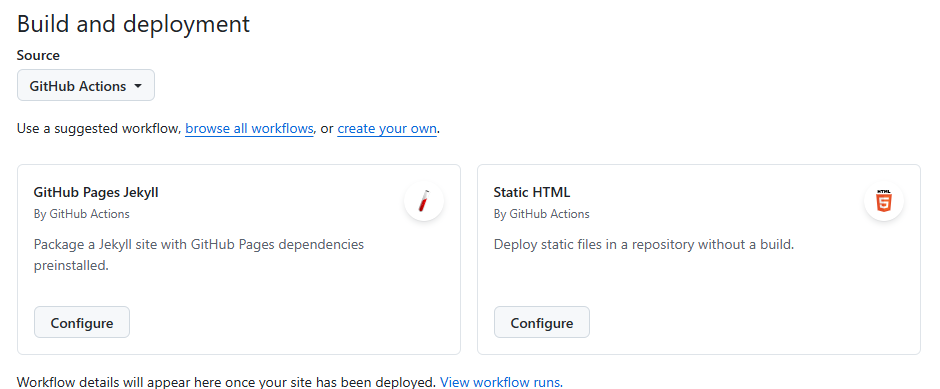 Build and deployment
Source
GitHub Actions
Use a suggested workflow, browse all workflows, or create your own.
GitHub Pages Jekyll
By GitHub Actions
Package a Jekyll site with GitHub Pages dependencies
preinstalled.
Configure
Static HTML
HTML
5
By GitHub Actions
Deploy static files in a repository without a build.
Configure
Workflow details will appear here once your site has been deployed. View workflow runs.